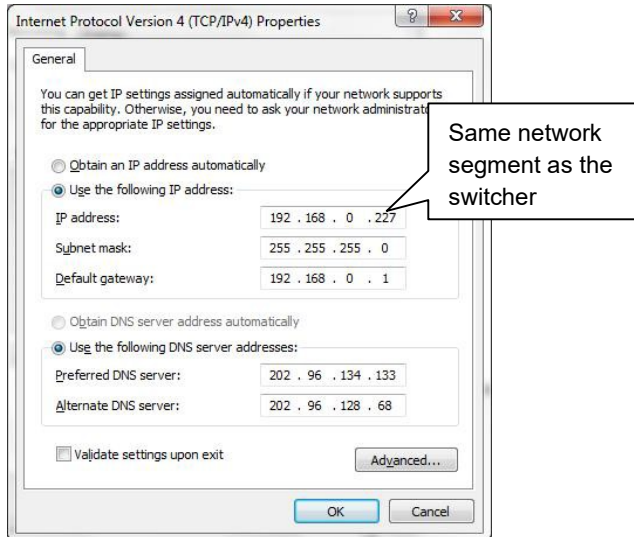 Internet Protocol Version 4 (TCP/IPv4) Properties
General
You can get IP settings assigned automatically if your network supports
this capability. Otherwise, you need to ask your network administrato
for the appropriate IP settings.
Same network
segment as the
switcher
Obtain an IP address automatically
Use the following IP address:
IP address:
192 . 168 . 0 . 227
Subnet mask:
255 . 255 . 255 . 0
Default gateway:
192 . 168 . 0 . 1
Obtain DNS server address automatically
Use the following DNS server addresses:
Preferred DNS server:
202 . 96 . 134 . 133
Alternate DNS server:
202 . 96 . 128 . 68
Validate settings upon exit
Advanced...
OK
Cancel